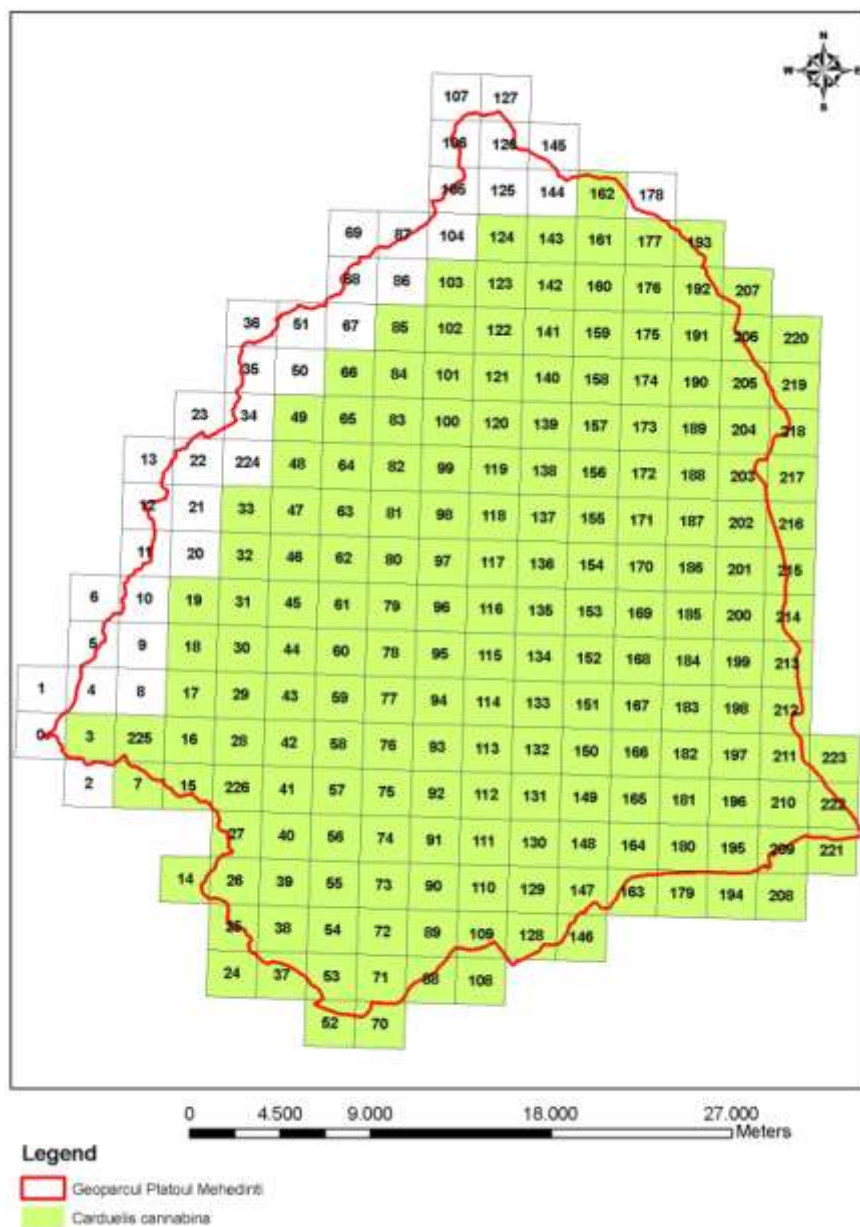 N
W E
S
107 127
106 126 145
105 125 144 162 178
69 87 104 124 143 161 177 193
68 86 103 123 142 160 176 192 207
36 51 67 85 102 122 141 159 175 191 206 220
35 50 66 84 101 121 140 158 174 190 205 219
23 34 49 65 83 100 120 139 157 173 189 204 218
13 22 224 48 64 82 99 119 138 156 172 188 203 217
12 21 33 47 63 81 98 118 137 155 171 187 202 216
11 20 32 46 62 80 97 117 136 154 170 186 201 215
6 10 19 31 45 61 79 96 116 135 153 169 185 200 214
5 9 18 30 44 60 78 95 115 134 152 168 184 199 213
1 4 8 17 29 43 59 77 94 114 133 151 167 183 198 212
0 3 225 16 28 42 58 76 93 113 132 150 166 182 197 211 223
2 7 15 226 41 57 75 92 112 131 149 165 181 196 210 222
27 40 56 74 91 111 130 148 164 180 195 209 221
14 26 39 55 73 90 110 129 147 163 179 194 208
25 38 54 72 89 109 128 146
24 37 53 71 88 108
52 70
0 4.500 9.000 18.000 27.000
Meters
Legend
Geoparcul Platoul Mehedinti
Carduelis cannabina